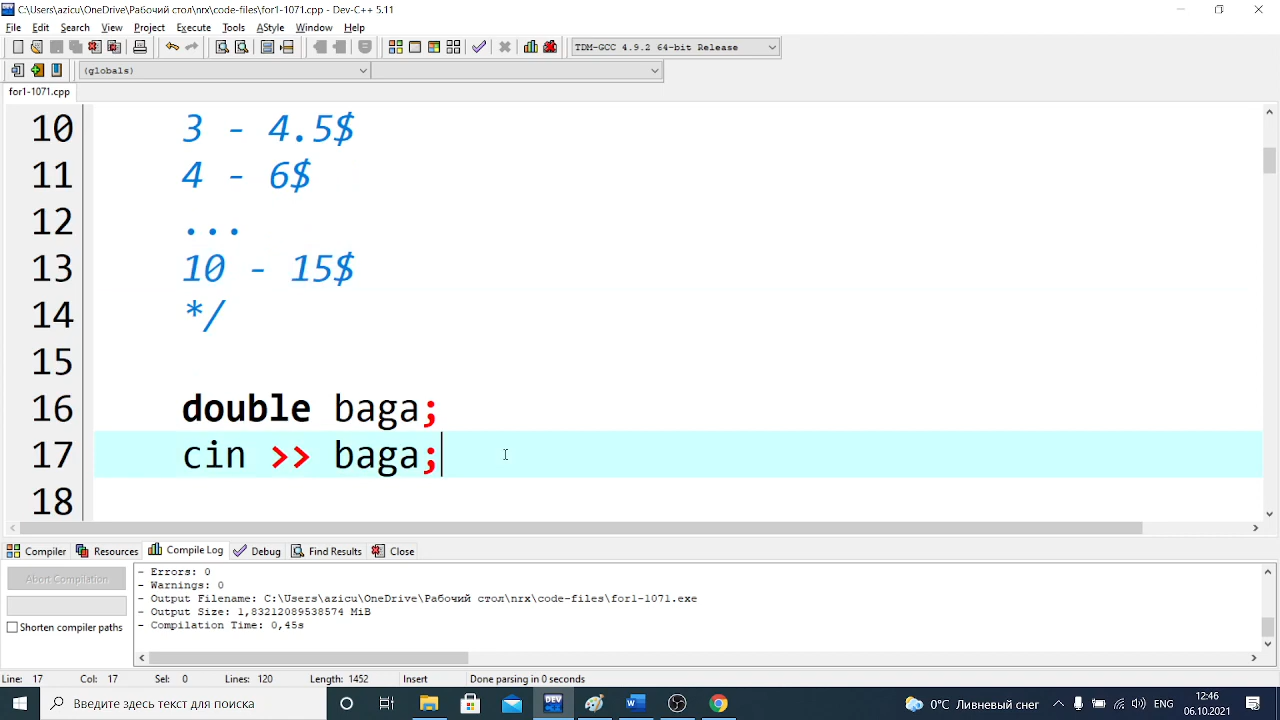 C:\Users\azicu\OneDrive\Рабочий стол\nrx\code-files\for1-1071.cpp - Dev-C++ 5.11
File Edit Search View Project Execute Tools AStyle Window Help
TDM-GCC 4.9.2 64-bit Release
(globals)
for1-1071.cpp
10 3 - 4.5$
11 4 - 6$
12 ...
13 10 - 15$
14 */
15
16 double baga;
17 cin >> baga;
18
Compiler Resources Compile Log Debug Find Results Close
Abort Compilation
Shorten compiler paths
- Errors: 0
- Warnings: 0
- Output Filename: C:\Users\azicu\OneDrive\Рабочий стол\nrx\code-files\for1-1071.exe
- Output Size: 1,83212089538574 MiB
- Compilation Time: 0,45s
Line: 17 Col: 17 Sel: 0 Lines: 120 Length: 1452 Insert Done parsing in 0 seconds
Введите здесь текст для поиска
DEV
0°C Ливневый снег
ENG
12:46
06.10.2021